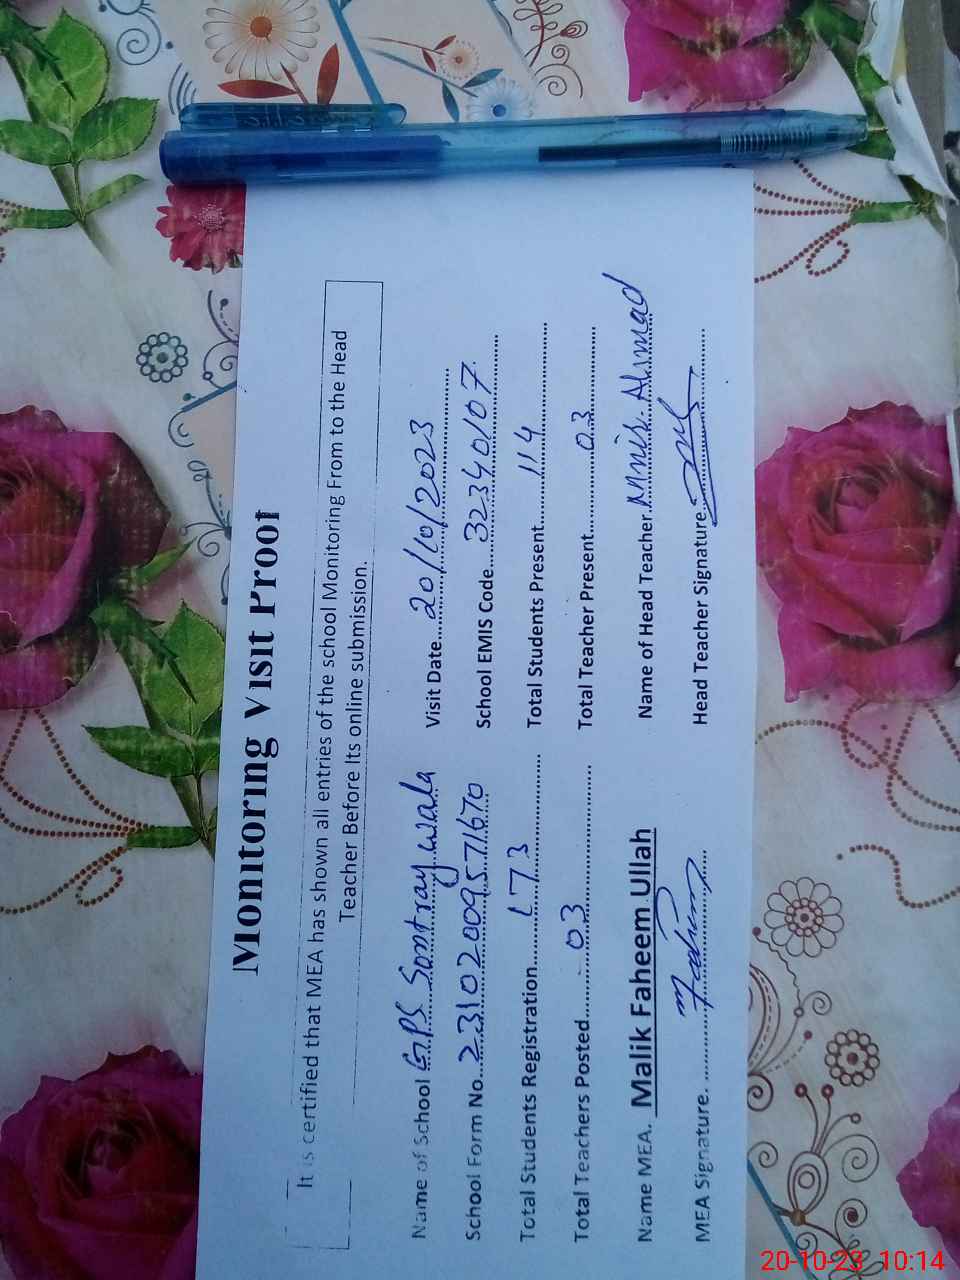 Monitoring Visit Proof
It is certified that MEA has shown all entries of the school Monitoring From to the Head
Teacher Before Its online submission.
Name of School GPS Santray wala Visit Date 20/10/2023
School Form No. 23102009571670 School EMIS Code 32340107
Total Students Registration 173 Total Students Present 114
Total Teachers Posted 03 Total Teacher Present 03
Name MEA. Malik Faheem Ullah Name of Head Teacher Ahmad
MEA Signature. Faheem Head Teacher Signature
20-10-23 10:14